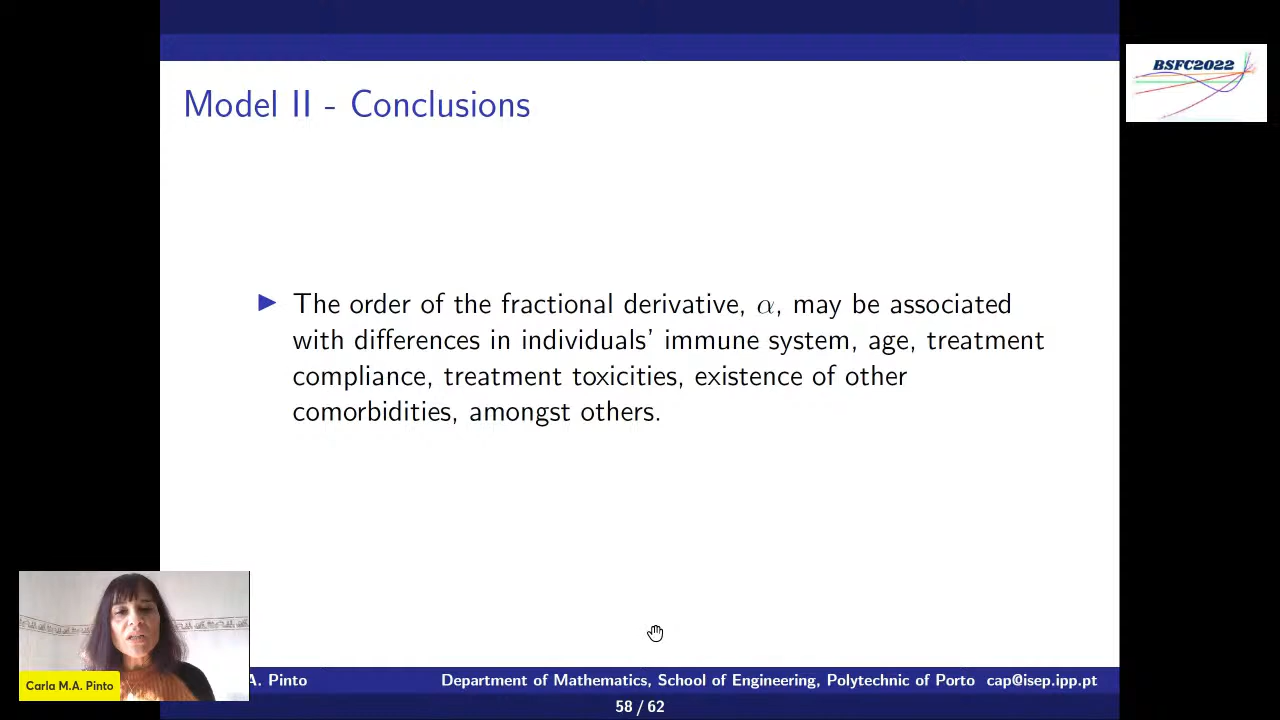 BSFC2022
Model II - Conclusions
▶ The order of the fractional derivative, α, may be associated
with differences in individuals' immune system, age, treatment
compliance, treatment toxicities, existence of other
comorbidities, amongst others.
Carla M.A. Pinto
A. Pinto
Department of Mathematics, School of Engineering, Polytechnic of Porto cap@isep.ipp.pt
58 / 62